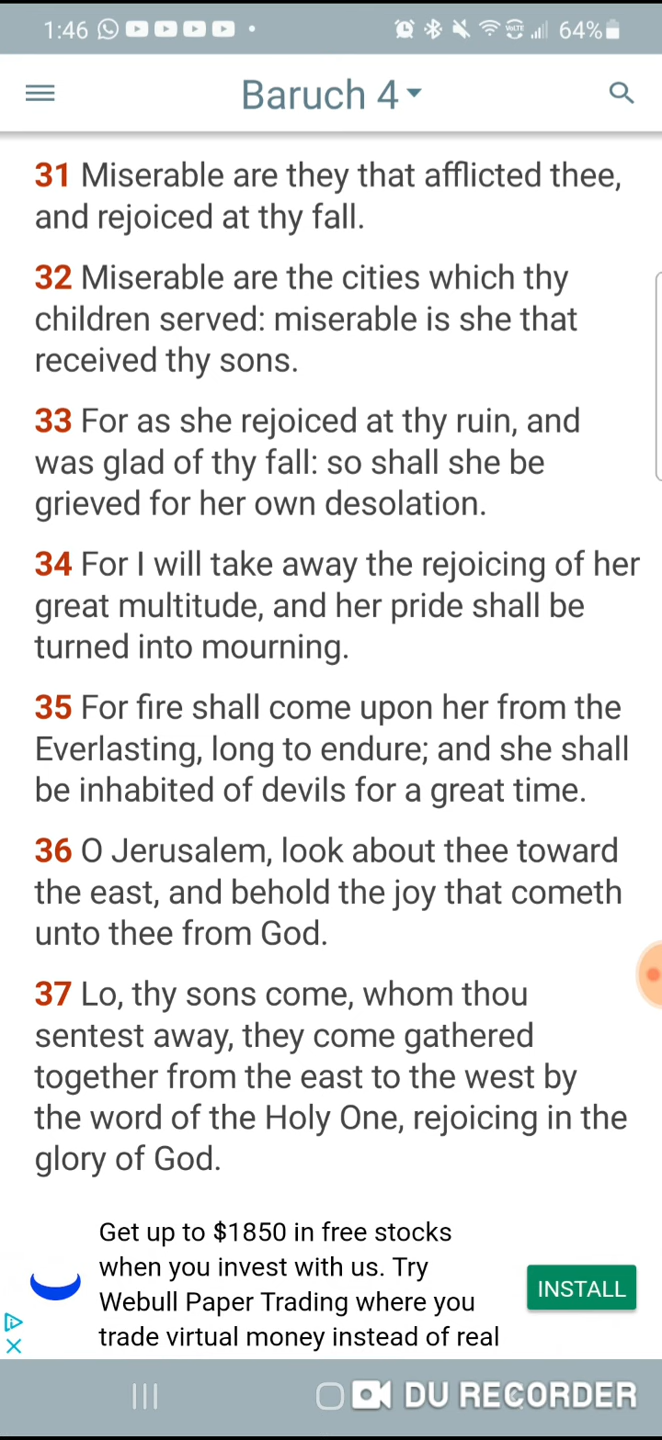 1:46 64%
Baruch 4
31 Miserable are they that afflicted thee,
and rejoiced at thy fall.
32 Miserable are the cities which thy
children served: miserable is she that
received thy sons.
33 For as she rejoiced at thy ruin, and
was glad of thy fall: so shall she be
grieved for her own desolation.
34 For I will take away the rejoicing of her
great multitude, and her pride shall be
turned into mourning.
35 For fire shall come upon her from the
Everlasting, long to endure; and she shall
be inhabited of devils for a great time.
36 O Jerusalem, look about thee toward
the east, and behold the joy that cometh
unto thee from God.
37 Lo, thy sons come, whom thou
sentest away, they come gathered
together from the east to the west by
the word of the Holy One, rejoicing in the
glory of God.
Get up to $1850 in free stocks
when you invest with us. Try
Webull Paper Trading where you
trade virtual money instead of real
INSTALL
DU RECORDER